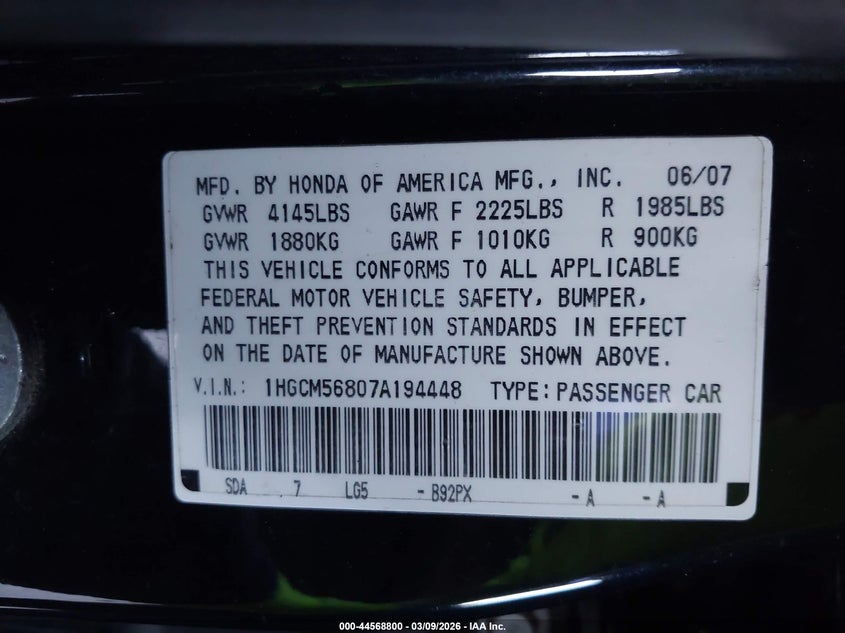 MFD. BY HONDA OF AMERICA MFG., INC. 06/07
GVWR 4145LBS GAWR F 2225LBS R 1985LBS
GVWR 1880KG GAWR F 1010KG R 900KG
THIS VEHICLE CONFORMS TO ALL APPLICABLE
FEDERAL MOTOR VEHICLE SAFETY, BUMPER,
AND THEFT PREVENTION STANDARDS IN EFFECT
ON THE DATE OF MANUFACTURE SHOWN ABOVE.
V.I.N.: 1HGCM56807A194448 TYPE: PASSENGER CAR
SDA 7 LG5 - B92PX - A - A
000-44568800 - 03/09/2026 - IAA Inc.